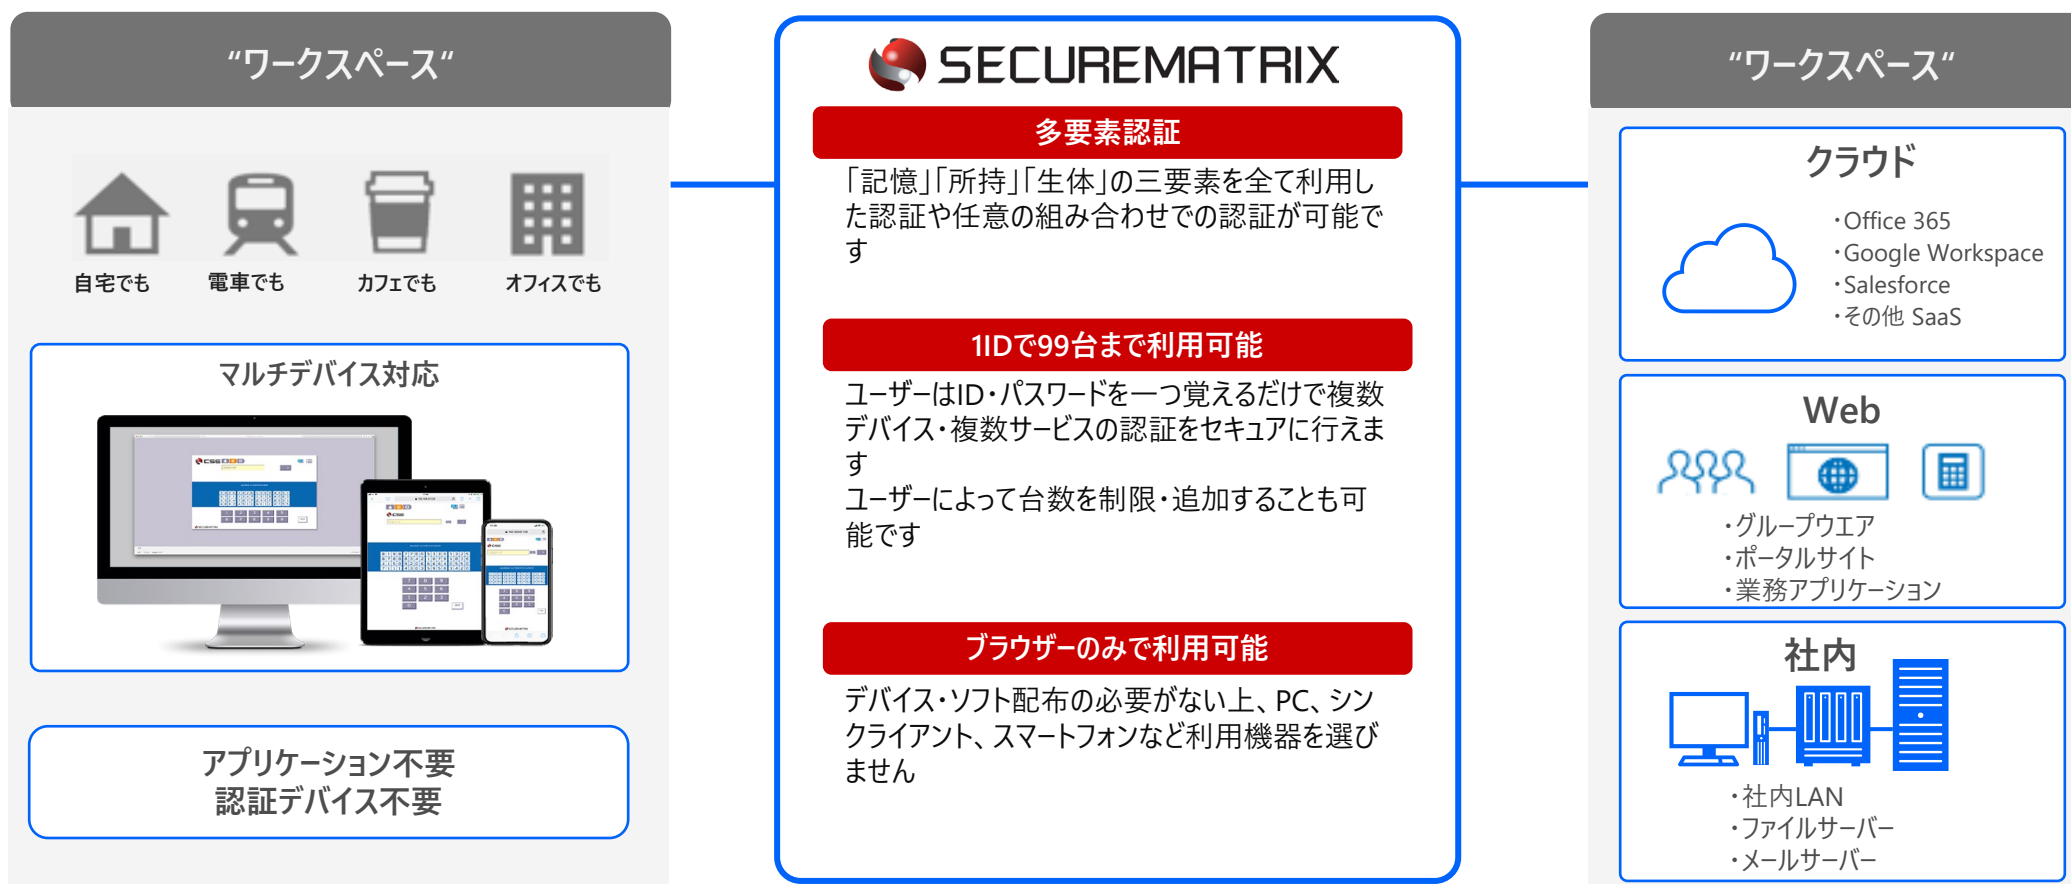 “ワークスペース“
自宅でも
電車でも
カフェでも
オフィスでも
マルチデバイス対応
アプリケーション不要
認証デバイス不要
SECUREMATRIX
多要素認証
「記憶」「所持」「生体」の三要素を全て利用し
た認証や任意の組み合わせでの認証が可能で
す
1IDで99台まで利用可能
ユーザーはID・パスワードを一つ覚えるだけで複数
デバイス・複数サービスの認証をセキュアに行えま
す
ユーザーによって台数を制限・追加することも可
能です
ブラウザーのみで利用可能
デバイス・ソフト配布の必要がない上、PC、シン
クライアント、スマートフォンなど利用機器を選び
ません
“ワークスペース“
クラウド
・Office 365
・Google Workspace
・Salesforce
・その他 SaaS
Web
・グループウエア
・ポータルサイト
・業務アプリケーション
社内
・社内LAN
・ファイルサーバー
・メールサーバー